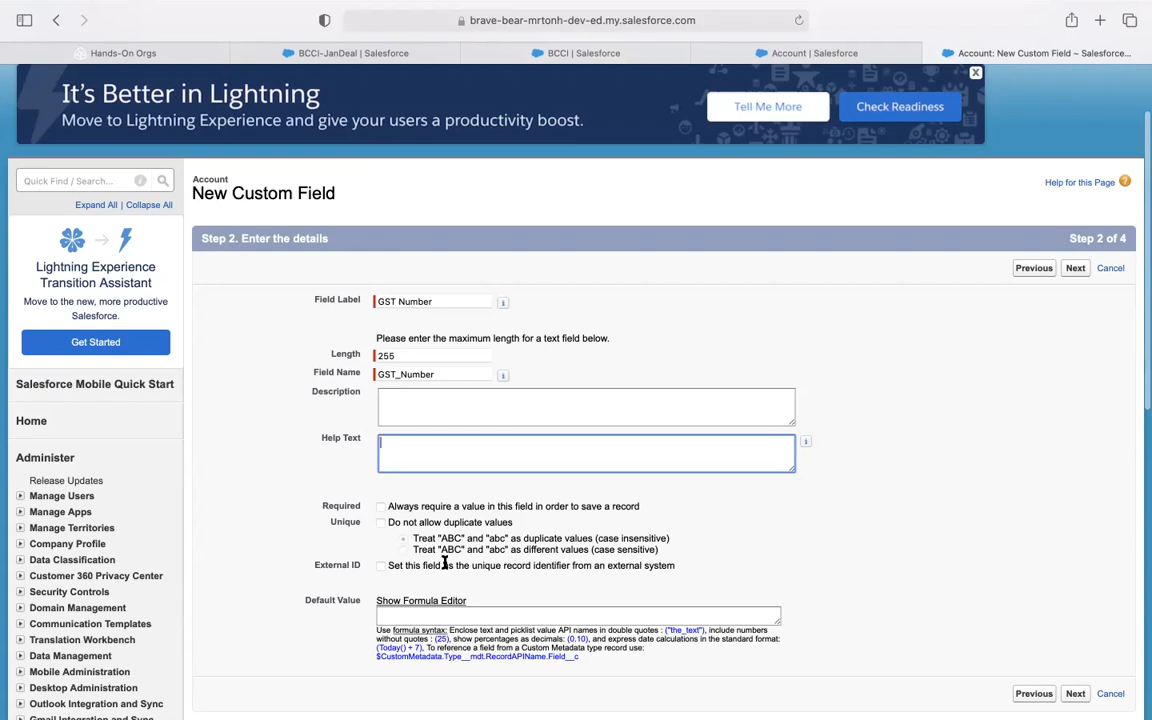 brave-bear-mrtonh-dev-ed.my.salesforce.com
Hands-On Orgs
BCCI-JanDeal | Salesforce
BCCI | Salesforce
Account | Salesforce
Account: New Custom Field ~ Salesforce...
It's Better in Lightning
Move to Lightning Experience and give your users a productivity boost.
Tell Me More
Check Readiness
X
Quick Find / Search...
Expand All | Collapse All
Lightning Experience
Transition Assistant
Move to the new, more productive
Salesforce.
Get Started
Salesforce Mobile Quick Start
Home
Administer
Release Updates
Manage Users
Manage Apps
Manage Territories
Company Profile
Data Classification
Customer 360 Privacy Center
Security Controls
Domain Management
Communication Templates
Translation Workbench
Data Management
Mobile Administration
Desktop Administration
Outlook Integration and Sync
Gmail Integration and Sync
Account
New Custom Field
Help for this Page ?
Step 2. Enter the details
Step 2 of 4
Previous
Next
Cancel
Field Label
GST Number
i
Please enter the maximum length for a text field below.
Length
255
Field Name
GST_Number
i
Description
Help Text
i
Required
Always require a value in this field in order to save a record
Unique
Do not allow duplicate values
Treat "ABC" and "abc" as duplicate values (case insensitive)
Treat "ABC" and "abc" as different values (case sensitive)
External ID
Set this field as the unique record identifier from an external system
Default Value
Show Formula Editor
Use formula syntax: Enclose text and picklist value API names in double quotes : ("the_text"), include numbers
without quotes : (25), show percentages as decimals: (0.10), and express date calculations in the standard format:
(Today() + 7), To reference a field from a Custom Metadata type record use:
$CustomMetadata.Type__mdt.RecordAPIName.Field__c
Previous
Next
Cancel